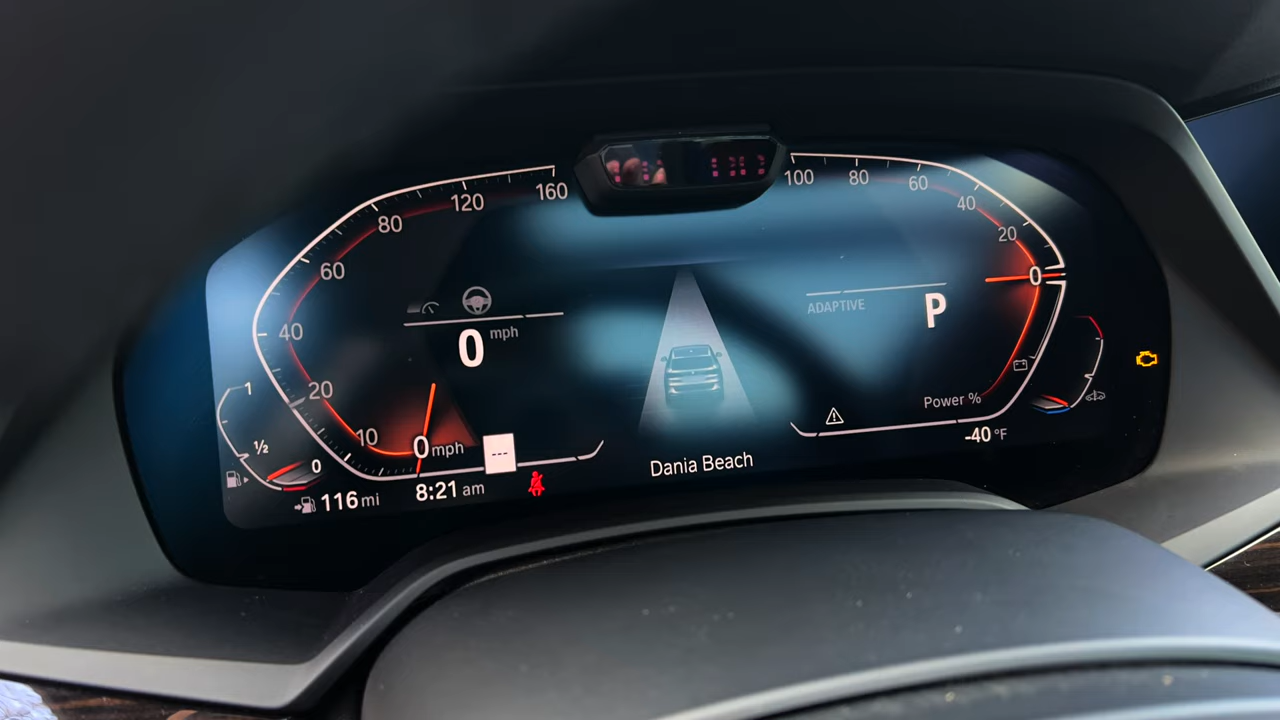 160
120
80
60
40
20
10
0 mph
0 mph
1
1/2
0
116 mi
8:21 am
---
Dania Beach
100
80
60
40
20
0
ADAPTIVE
P
Power %
-40 °F